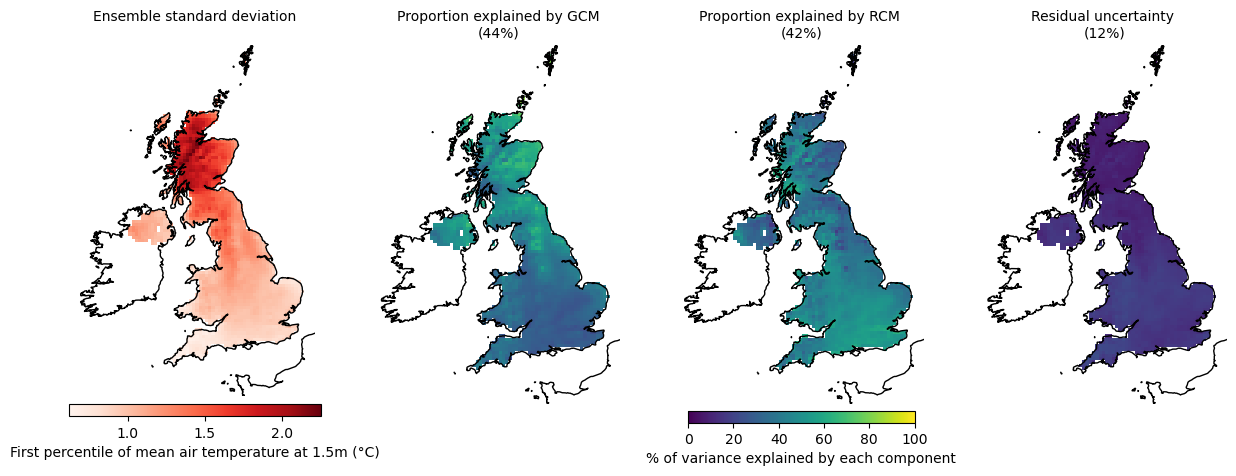 Ensemble standard deviation
Proportion explained by GCM
(44%)
Proportion explained by RCM
(42%)
Residual uncertainty
(12%)
1.0 1.5 2.0
First percentile of mean air temperature at 1.5m (°C)
0 20 40 60 80 100
% of variance explained by each component